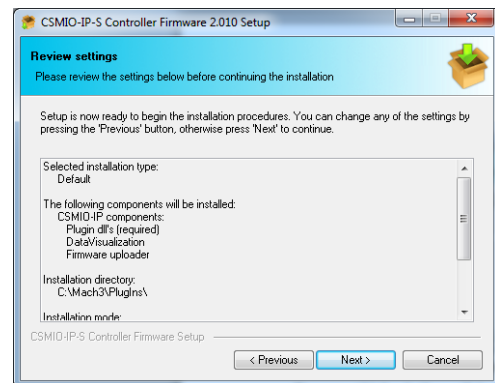 CSMIO-IP-S Controller Firmware 2.010 Setup
Review settings
Please review the settings below before continuing the installation
Setup is now ready to begin the installation procedures. You can change any of the settings by
pressing the 'Previous' button, otherwise press 'Next' to continue.
Selected installation type:
Default
The following components will be installed:
CSMIO-IP components:
Plugin dll's (required)
DataVisualization
Firmware uploader
Installation directory:
C:\Mach3\PlugIns\
Installation mode:
CSMIO-IP-S Controller Firmware Setup
< Previous
Next >
Cancel